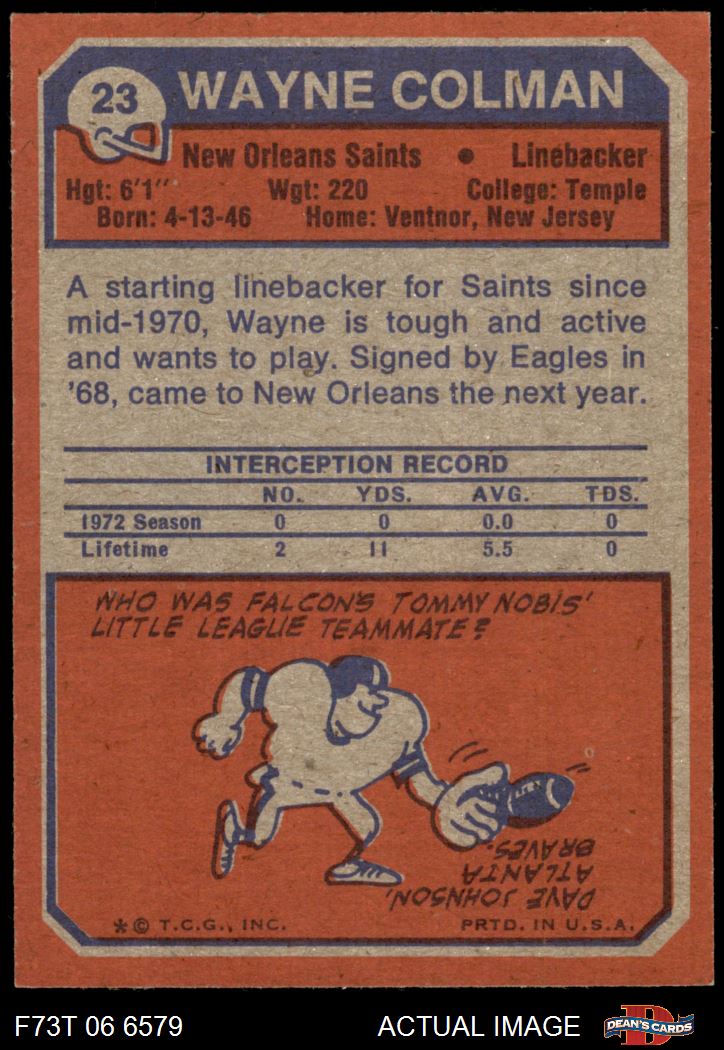 23 WAYNE COLMAN
New Orleans Saints • Linebacker
Hgt: 6'1" Wgt: 220 College: Temple
Born: 4-13-46 Home: Ventnor, New Jersey
A starting linebacker for Saints since
mid-1970, Wayne is tough and active
and wants to play. Signed by Eagles in
'68, came to New Orleans the next year.
INTERCEPTION RECORD
NO. YDS. AVG. TDS.
1972 Season 0 0 0.0 0
Lifetime 2 11 5.5 0
WHO WAS FALCON'S TOMMY NOBIS'
LITTLE LEAGUE TEAMMATE?
DAVE JOHNSON,
ATLANTA
BRAVES.
*© T.C.G., INC. PRTD. IN U.S.A.
F73T 06 6579 ACTUAL IMAGE DEAN'S CARDS